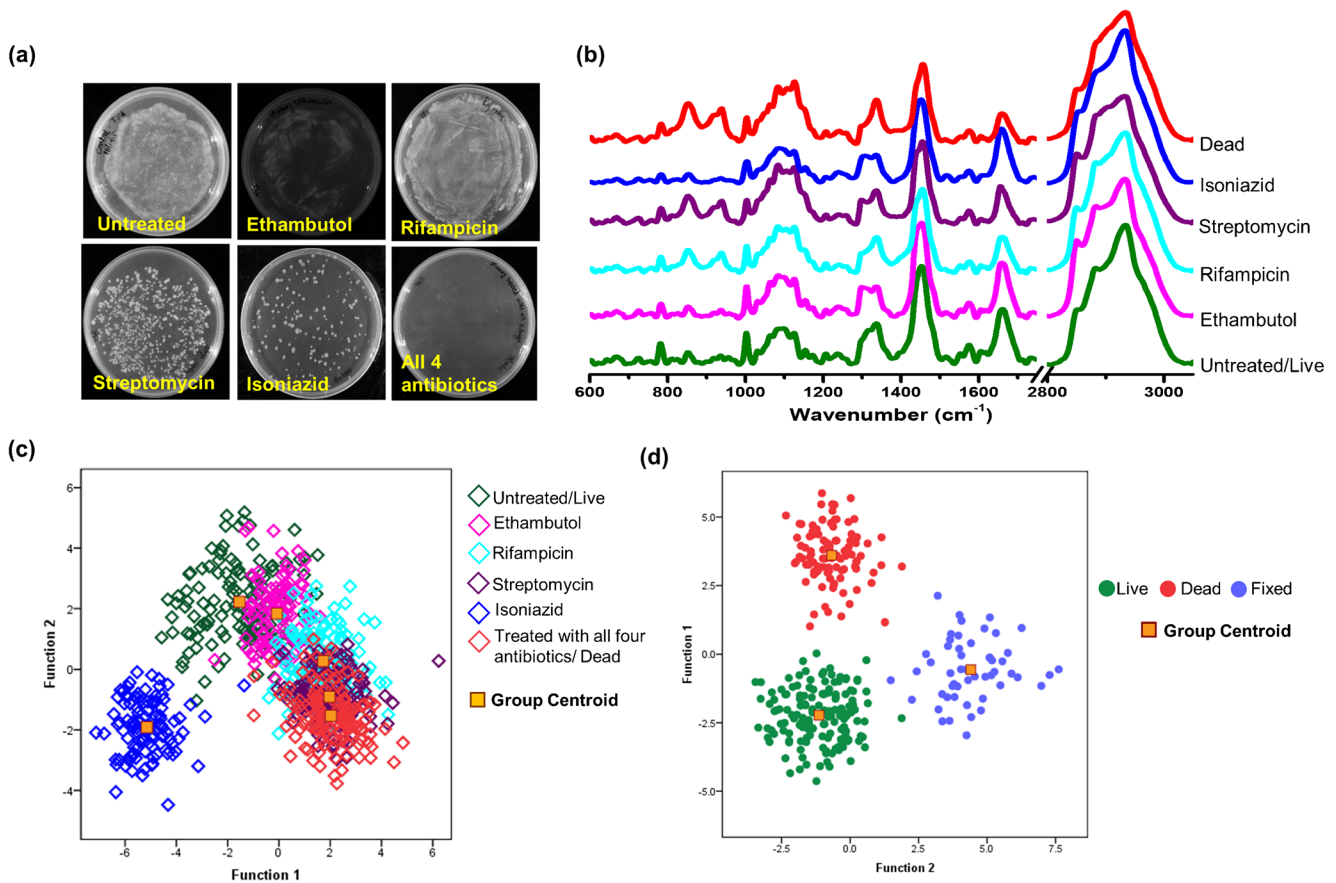 (a)
Untreated
Ethambutol
Rifampicin
Streptomycin
Isoniazid
All 4
antibiotics
(b)
Dead
Isoniazid
Streptomycin
Rifampicin
Ethambutol
Untreated/Live
600
800
1000
1200
1400
1600
2800
3000
Wavenumber (cm-1)
(c)
6
4
2
0
-2
-4
Function 2
-6
-4
-2
0
2
4
6
Function 1
Untreated/Live
Ethambutol
Rifampicin
Streptomycin
Isoniazid
Treated with all four
antibiotics/ Dead
Group Centroid
(d)
5.0
2.5
0.0
-2.5
-5.0
Function 1
-2.5
0.0
2.5
5.0
7.5
Function 2
Live
Dead
Fixed
Group Centroid